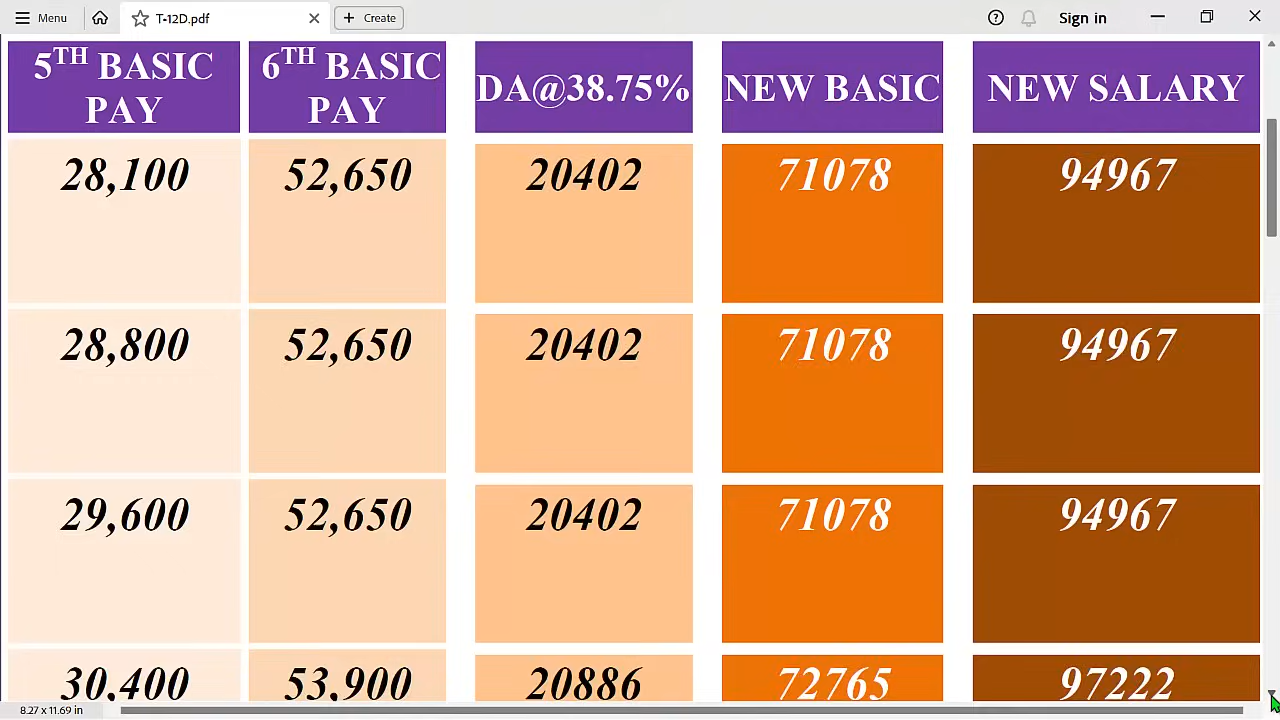 Menu
T-12D.pdf
Create
Sign in
5TH BASIC PAY 6TH BASIC PAY DA@38.75% NEW BASIC NEW SALARY
28,100 52,650 20402 71078 94967
28,800 52,650 20402 71078 94967
29,600 52,650 20402 71078 94967
30,400 53,900 20886 72765 97222
8.27 x 11.69 in